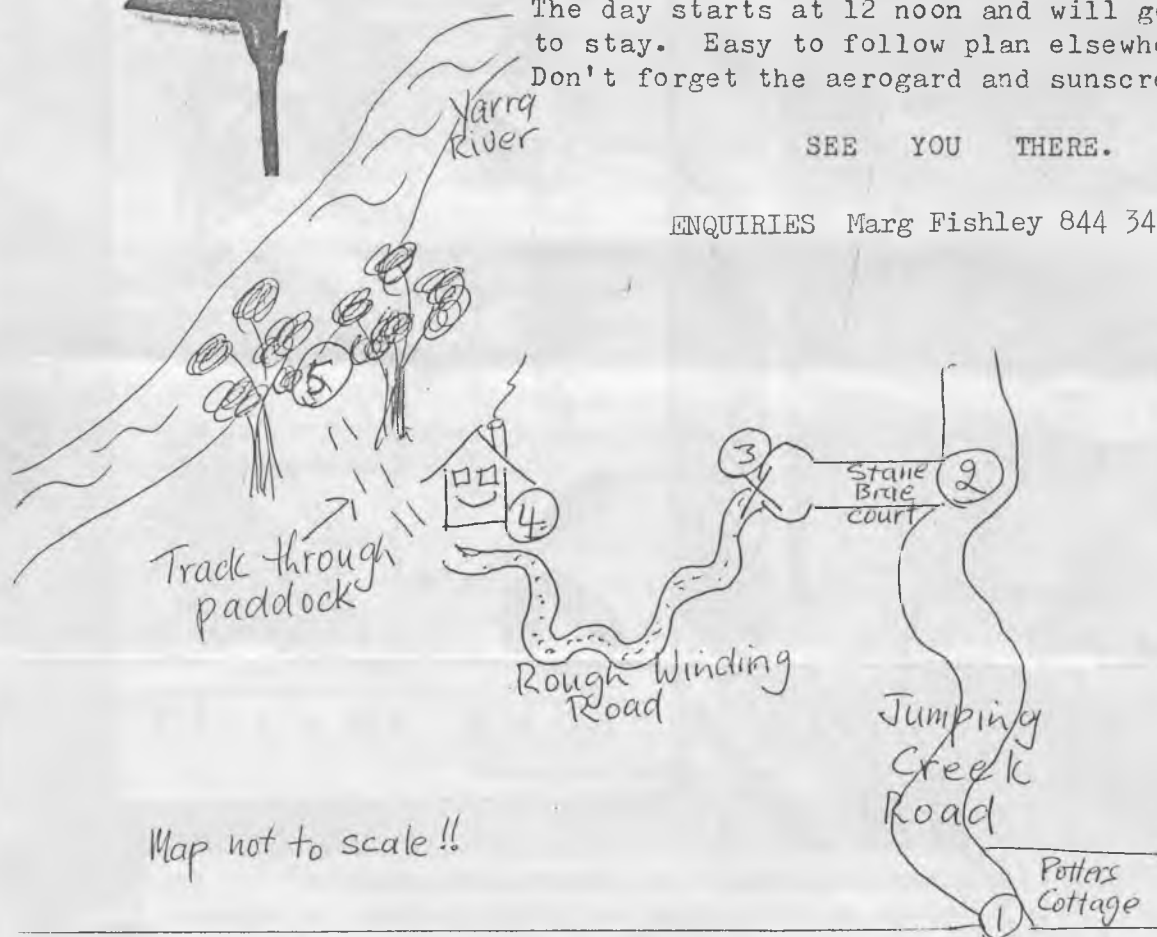 The day starts at 12 noon and will g
to stay. Easy to follow plan elsewh
Don't forget the aerogard and sunscr
Yarra
River
SEE YOU THERE.
ENQUIRIES Marg Fishley 844 34
5
3
Stane
Brae
court
2
4
Track through
paddock
Rough Winding
Road
Jumping
Creek
Road
Map not to scale!!
Potters
Cottage
1